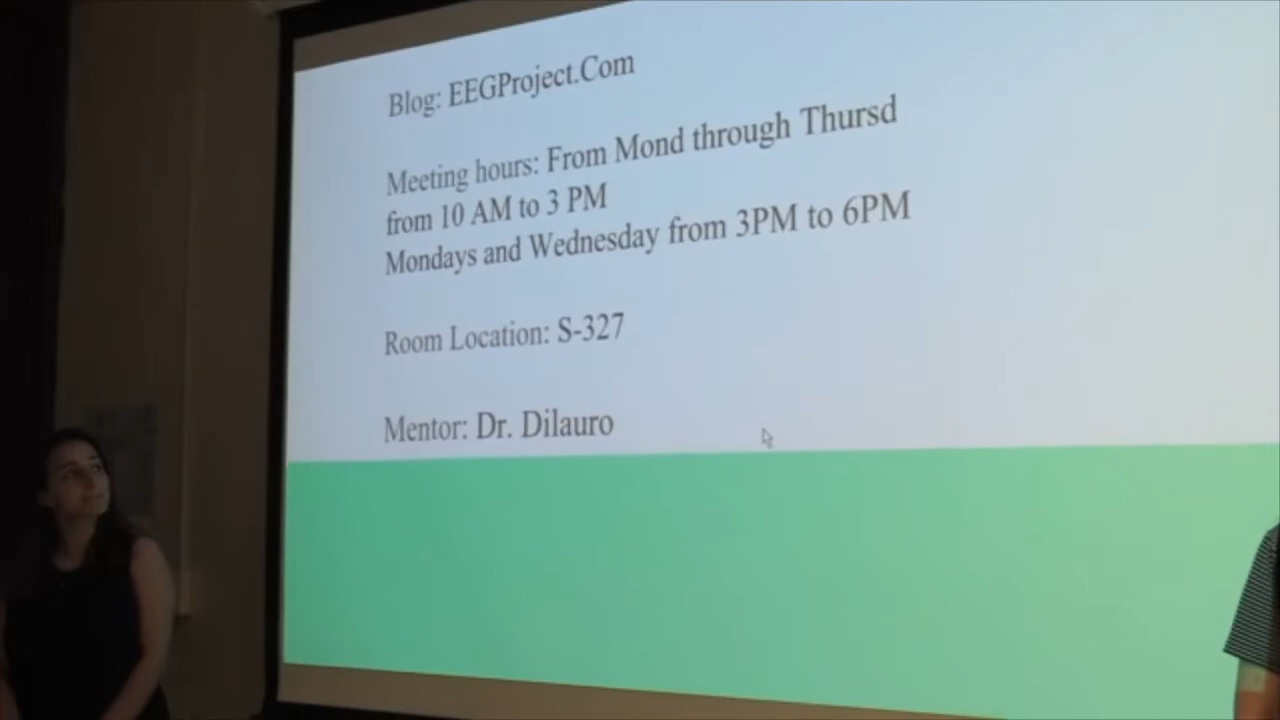 Blog: EEGProject.Com
Meeting hours: From Mond through Thursd
from 10 AM to 3 PM
Mondays and Wednesday from 3PM to 6PM
Room Location: S-327
Mentor: Dr. Dilauro